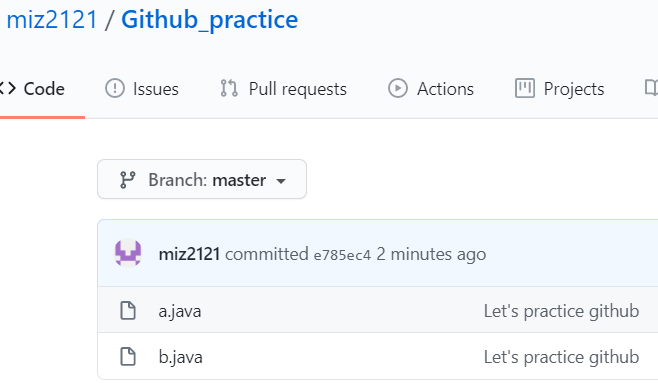 miz2121 / Github_practice
<> Code Issues Pull requests Actions Projects
Branch: master
miz2121 committed e785ec4 2 minutes ago
a.java Let's practice github
b.java Let's practice github